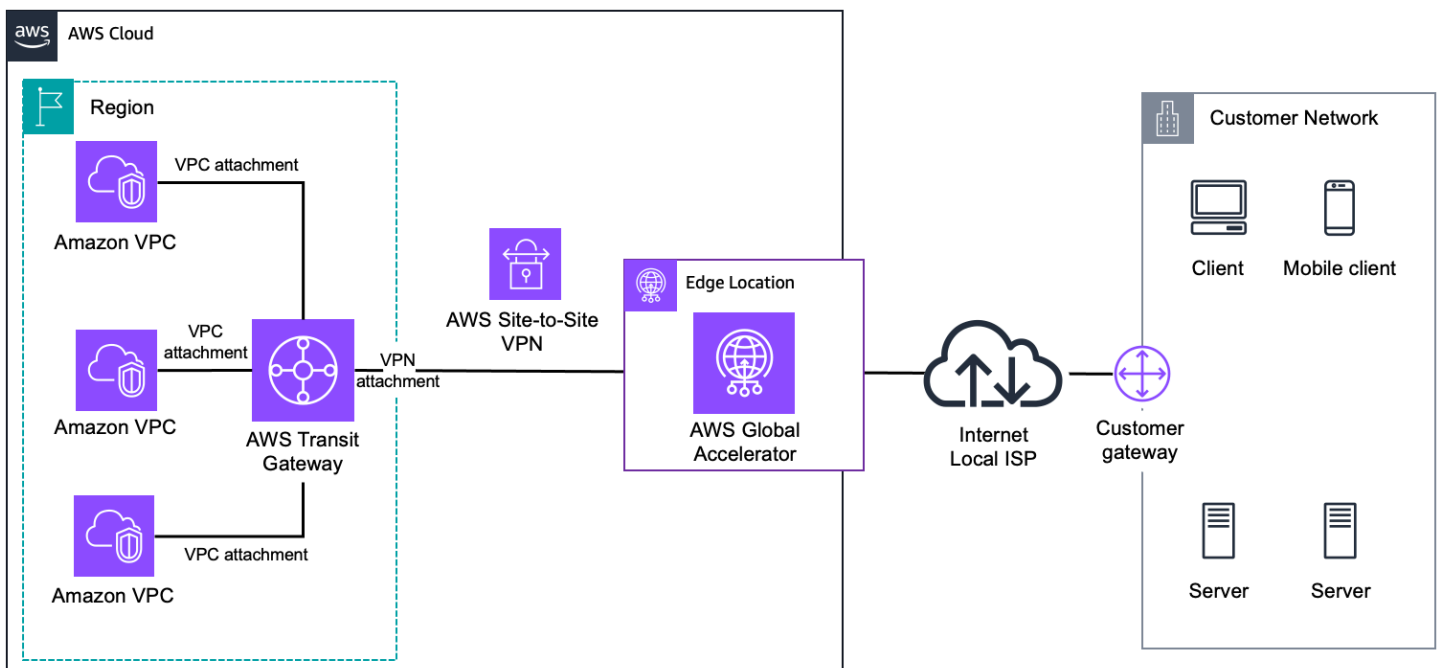 aws
AWS Cloud
Region
VPC attachment
Amazon VPC
VPC
attachment
Amazon VPC
AWS Transit
Gateway
VPC attachment
Amazon VPC
VPN
attachment
AWS Site-to-Site
VPN
Edge Location
AWS Global
Accelerator
Internet
Local ISP
Customer
gateway
Customer Network
Client
Mobile client
Server
Server